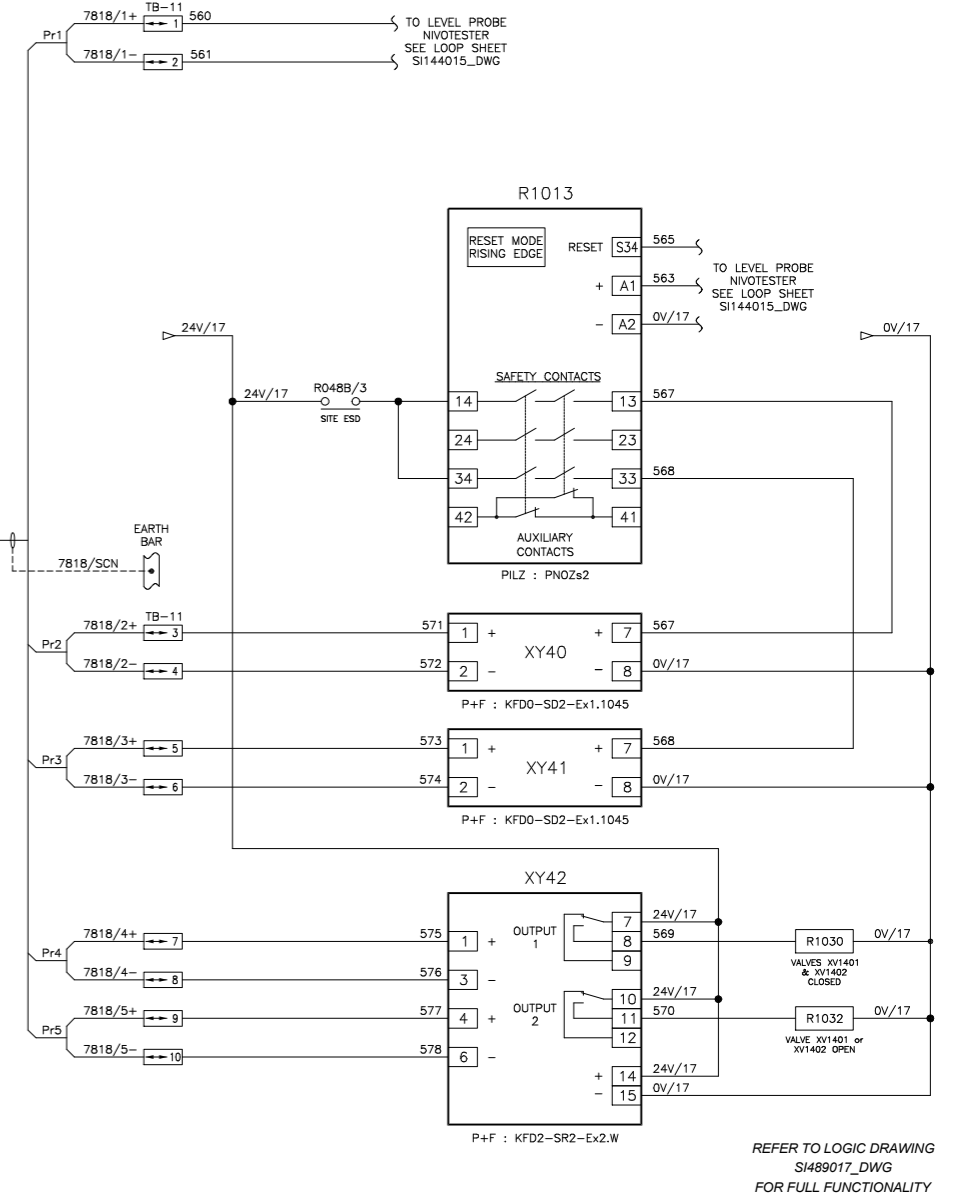 TB-11
7818/1+
1
560
Pr1
TO LEVEL PROBE
NIVOTESTER
SEE LOOP SHEET
SI144015_DWG
7818/1-
2
561
R1013
RESET MODE
RISING EDGE
RESET
S34
565
+
A1
563
-
A2
0V/17
TO LEVEL PROBE
NIVOTESTER
SEE LOOP SHEET
SI144015_DWG
24V/17
0V/17
24V/17
R048B/3
SITE ESD
SAFETY CONTACTS
14
13
567
24
23
34
33
568
42
41
AUXILIARY
CONTACTS
PILZ : PNOZs2
EARTH
BAR
7818/SCN
TB-11
7818/2+
3
571
1
+
+
7
567
Pr2
XY40
7818/2-
4
572
2
-
-
8
0V/17
P+F : KFD0-SD2-Ex1.1045
7818/3+
5
573
1
+
+
7
568
Pr3
XY41
7818/3-
6
574
2
-
-
8
0V/17
P+F : KFD0-SD2-Ex1.1045
XY42
7818/4+
7
575
1
+
OUTPUT
1
7
24V/17
8
569
R1030
0V/17
9
VALVES XV1401
& XV1402
CLOSED
Pr4
7818/4-
8
576
3
-
7818/5+
9
577
4
+
OUTPUT
2
10
24V/17
11
570
R1032
0V/17
12
VALVE XV1401 or
XV1402 OPEN
Pr5
7818/5-
10
578
6
-
+
14
24V/17
-
15
0V/17
P+F : KFD2-SR2-Ex2.W
REFER TO LOGIC DRAWING
SI489017_DWG
FOR FULL FUNCTIONALITY